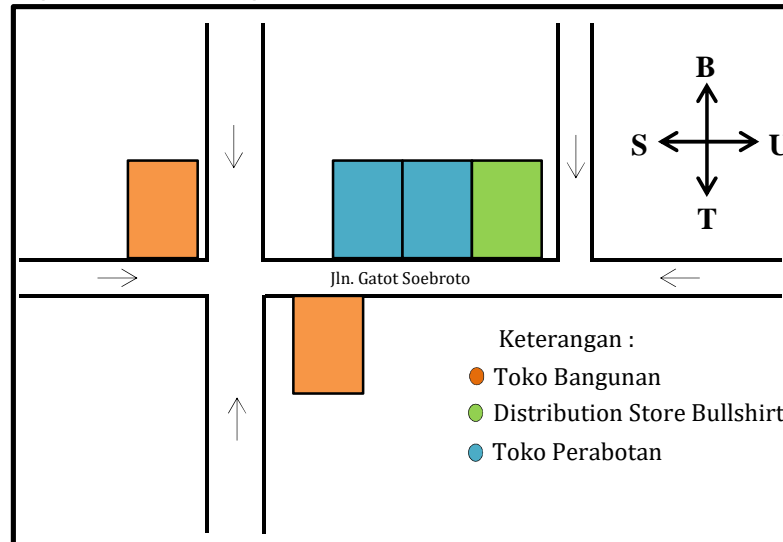 B
S U
T
Jln. Gatot Soebroto
Keterangan :
Toko Bangunan
Distribution Store Bullshirt
Toko Perabotan